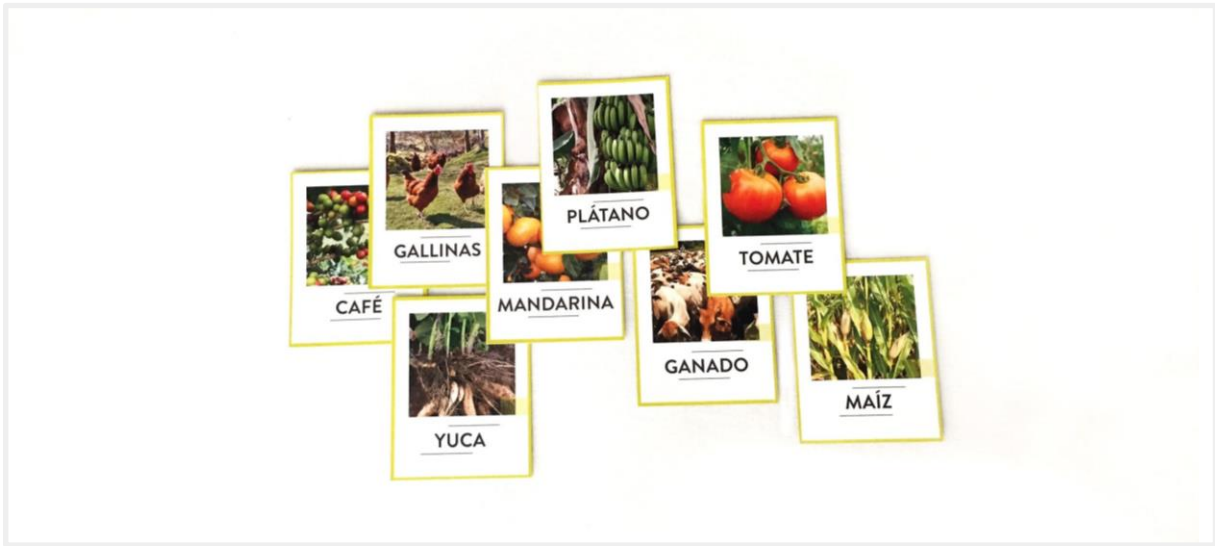 PLÁTANO
GALLINAS
TOMATE
CAFÉ
MANDARINA
GANADO
MAÍZ
YUCA